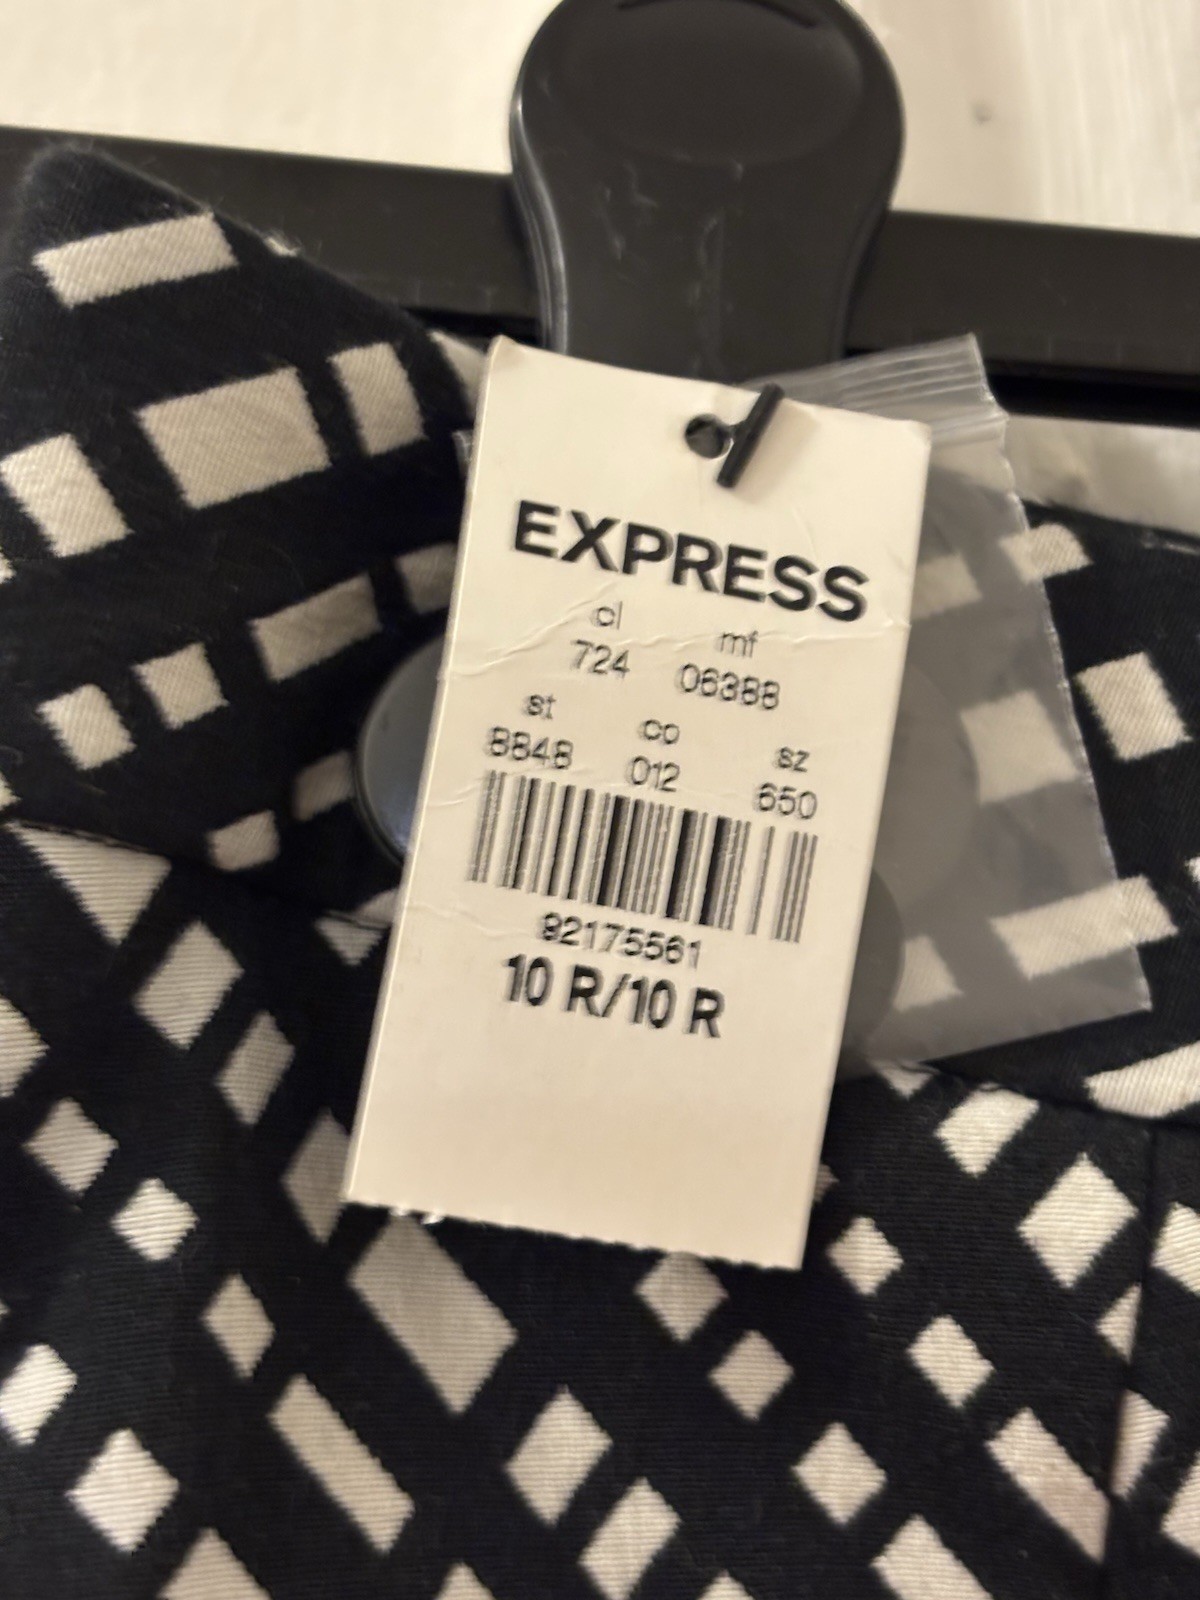 EXPRESS
cl mf
724 06388
st co sz
8848 012 650
92175561
10 R/10 R